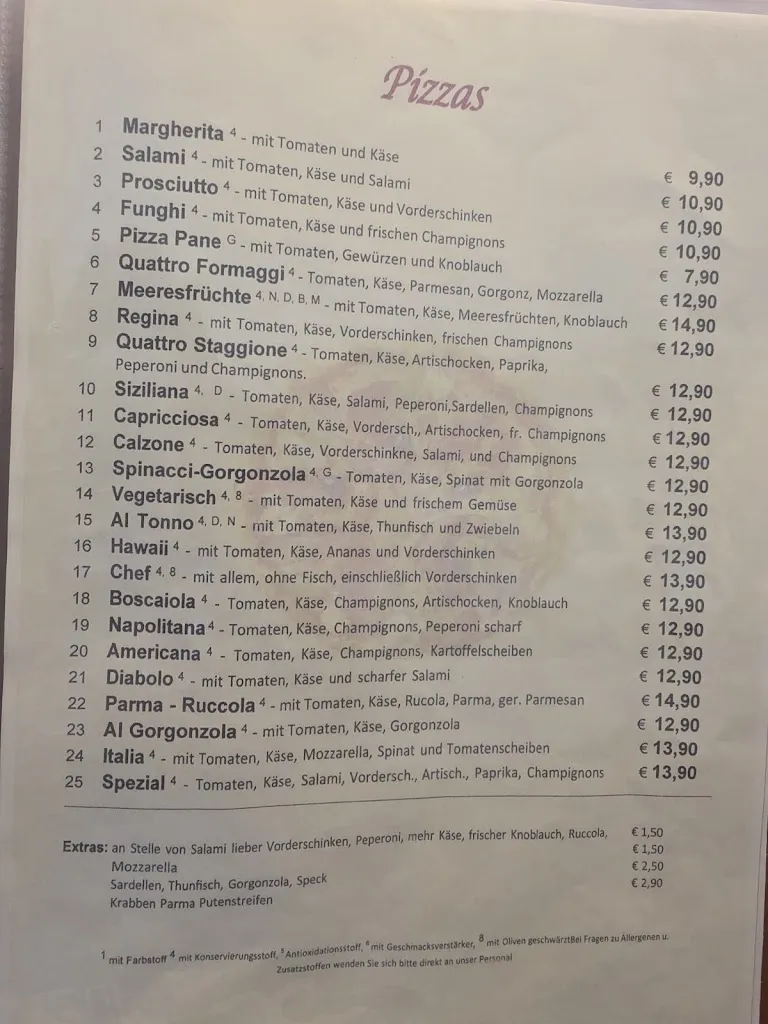 Pizzas
1 Margherita 4 - mit Tomaten und Käse € 9,90
2 Salami 4 - mit Tomaten, Käse und Salami € 10,90
3 Prosciutto 4 - mit Tomaten, Käse und Vorderschinken € 10,90
4 Funghi 4 - mit Tomaten, Käse und frischen Champignons € 10,90
5 Pizza Pane G - mit Tomaten, Gewürzen und Knoblauch € 7,90
6 Quattro Formaggi 4 - Tomaten, Käse, Parmesan, Gorgonz, Mozzarella € 12,90
7 Meeresfrüchte 4, N, D, B, M - mit Tomaten, Käse, Meeresfrüchten, Knoblauch € 14,90
8 Regina 4 - mit Tomaten, Käse, Vorderschinken, frischen Champignons € 12,90
9 Quattro Staggione 4 - Tomaten, Käse, Artischocken, Paprika,
Peperoni und Champignons. € 12,90
10 Siziliana 4, D - Tomaten, Käse, Salami, Peperoni,Sardellen, Champignons € 12,90
11 Capricciosa 4 - Tomaten, Käse, Vordersch,, Artischocken, fr. Champignons € 12,90
12 Calzone 4 - Tomaten, Käse, Vorderschinkne, Salami, und Champignons € 12,90
13 Spinacci-Gorgonzola 4, G - Tomaten, Käse, Spinat mit Gorgonzola € 12,90
14 Vegetarisch 4, 8 - mit Tomaten, Käse und frischem Gemüse € 12,90
15 Al Tonno 4, D, N - mit Tomaten, Käse, Thunfisch und Zwiebeln € 13,90
16 Hawaii 4 - mit Tomaten, Käse, Ananas und Vorderschinken € 12,90
17 Chef 4, 8 - mit allem, ohne Fisch, einschließlich Vorderschinken € 13,90
18 Boscaiola 4 - Tomaten, Käse, Champignons, Artischocken, Knoblauch € 12,90
19 Napolitana 4 - Tomaten, Käse, Champignons, Peperoni scharf € 12,90
20 Americana 4 - Tomaten, Käse, Champignons, Kartoffelscheiben € 12,90
21 Diabolo 4 - mit Tomaten, Käse und scharfer Salami € 12,90
22 Parma - Ruccola 4 - mit Tomaten, Käse, Rucola, Parma, ger. Parmesan € 14,90
23 Al Gorgonzola 4 - mit Tomaten, Käse, Gorgonzola € 12,90
24 Italia 4 - mit Tomaten, Käse, Mozzarella, Spinat und Tomatenscheiben € 13,90
25 Spezial 4 - Tomaten, Käse, Salami, Vordersch., Artisch., Paprika, Champignons € 13,90
Extras: an Stelle von Salami lieber Vorderschinken, Peperoni, mehr Käse, frischer Knoblauch, Ruccola, € 1,50
Mozzarella € 1,50
Sardellen, Thunfisch, Gorgonzola, Speck € 2,50
Krabben Parma Putenstreifen € 2,90
1 mit Farbstoff 4 mit Konservierungsstoff, 5 Antioxidationsstoff, 6 mit Geschmacksverstärker, 8 mit Oliven geschwärztBei Fragen zu Allergenen u.
Zusatzstoffen wenden Sie sich bitte direkt an unser Personal